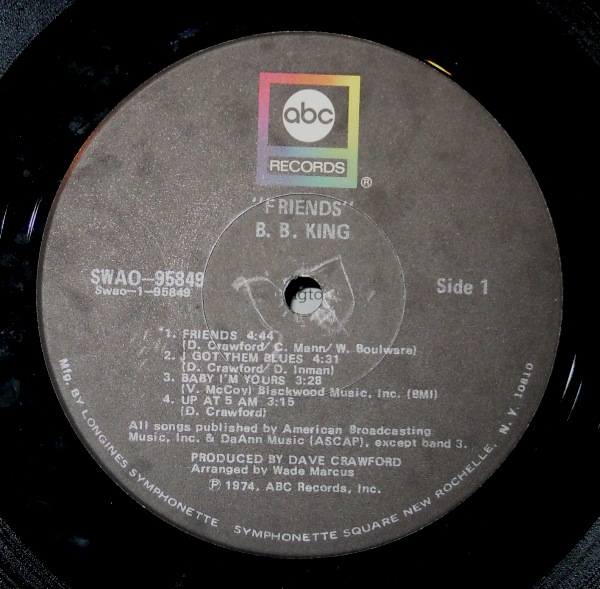 abc
RECORDS
®
"FRIENDS"
B. B. KING
SWAO-95849
Swao-1-95849
Side 1
*1. FRIENDS 4:44
(D. Crawford/ C. Mann/ W. Boulware)
2. I GOT THEM BLUES 4:31
(D. Crawford/ D. Inman)
3. BABY I'M YOURS 3:28
(V. McCoy) Blackwood Music, Inc. (BMI)
4. UP AT 5 AM 3:15
(D. Crawford)
All songs published by American Broadcasting
Music, Inc. & DaAnn Music (ASCAP), except band 3.
PRODUCED BY DAVE CRAWFORD
Arranged by Wade Marcus
℗ 1974, ABC Records, Inc.
Mfg. BY LONGINES SYMPHONETTE SYMPHONETTE SQUARE NEW ROCHELLE, N. Y. 10810